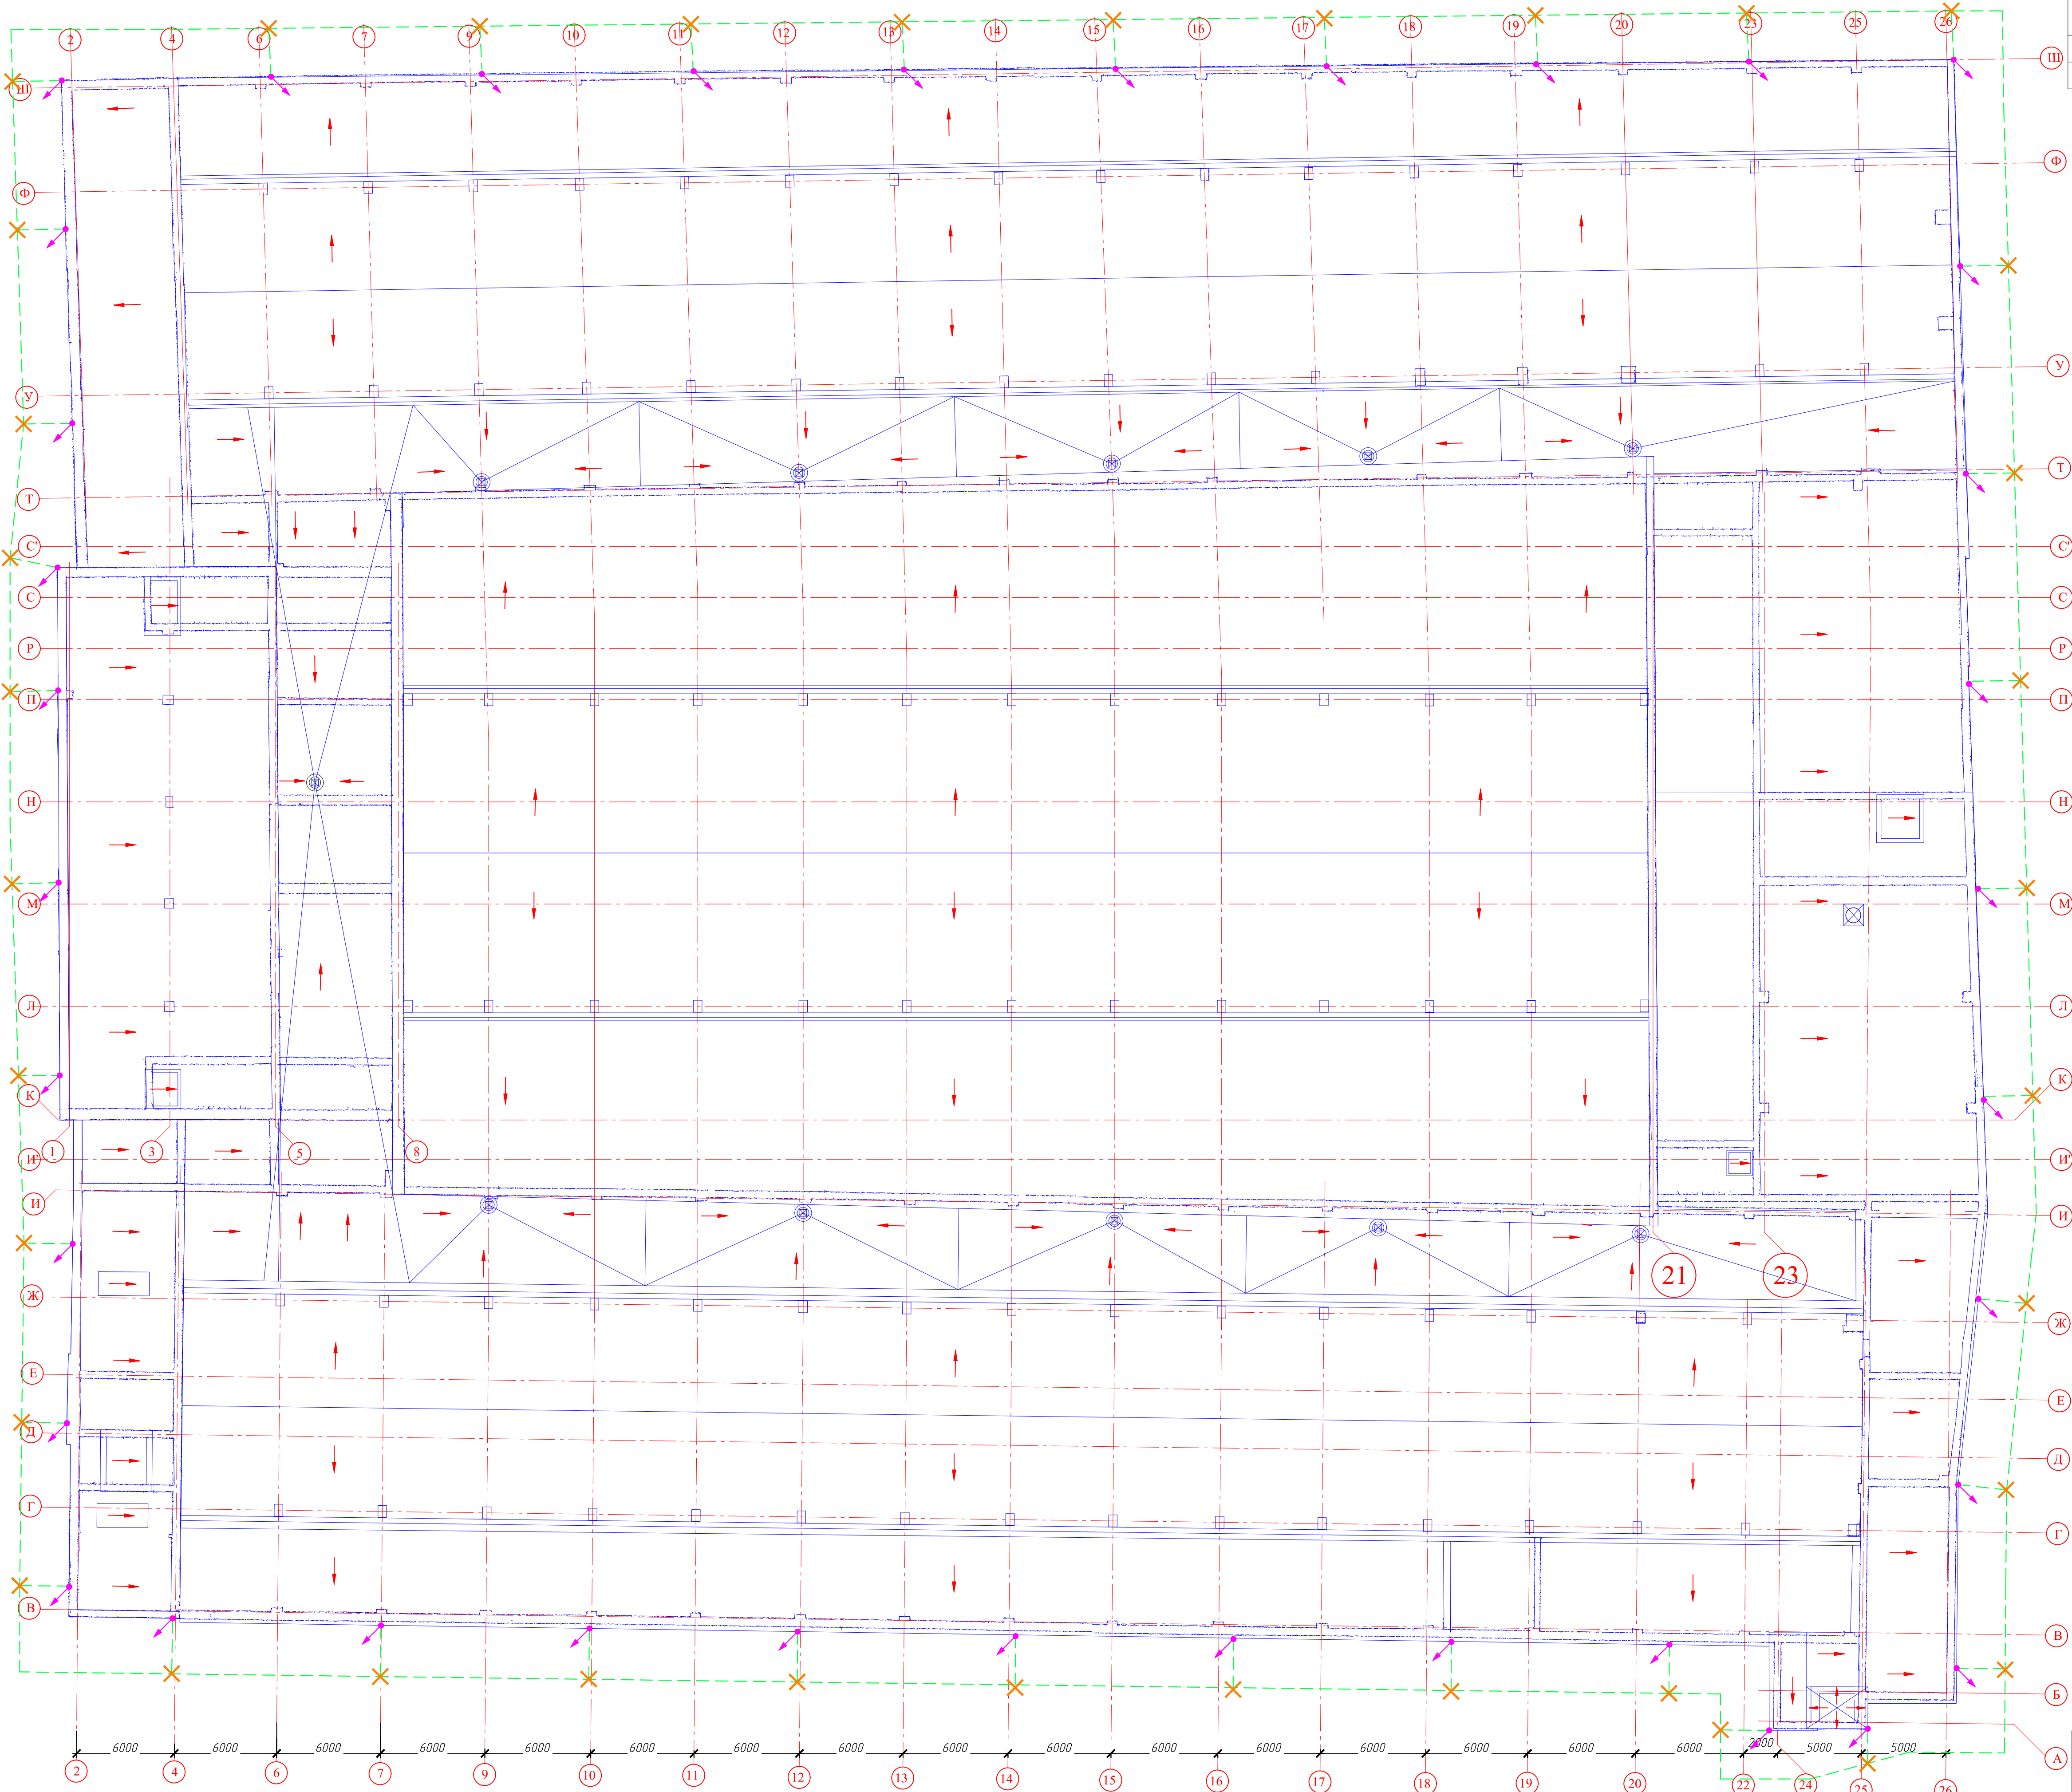 2 4 6 7 9 10 11 12 13 14 15 16 17 18 19 20 23 25 26
Ш Ш
Ф Ф
У У
Т Т
С' С'
С С
Р Р
П П
Н Н
М М
Л Л
К К
1 3 5 8
И' И'
И И
21 23
Ж Ж
Е Е
Д Д
Г Г
В В
Б
6000 6000 6000 6000 6000 6000 6000 6000 6000 6000 6000 6000 6000 6000 6000 6000 2000 5000 5000
А
2 4 6 7 9 10 11 12 13 14 15 16 17 18 19 20 22 24 25 26